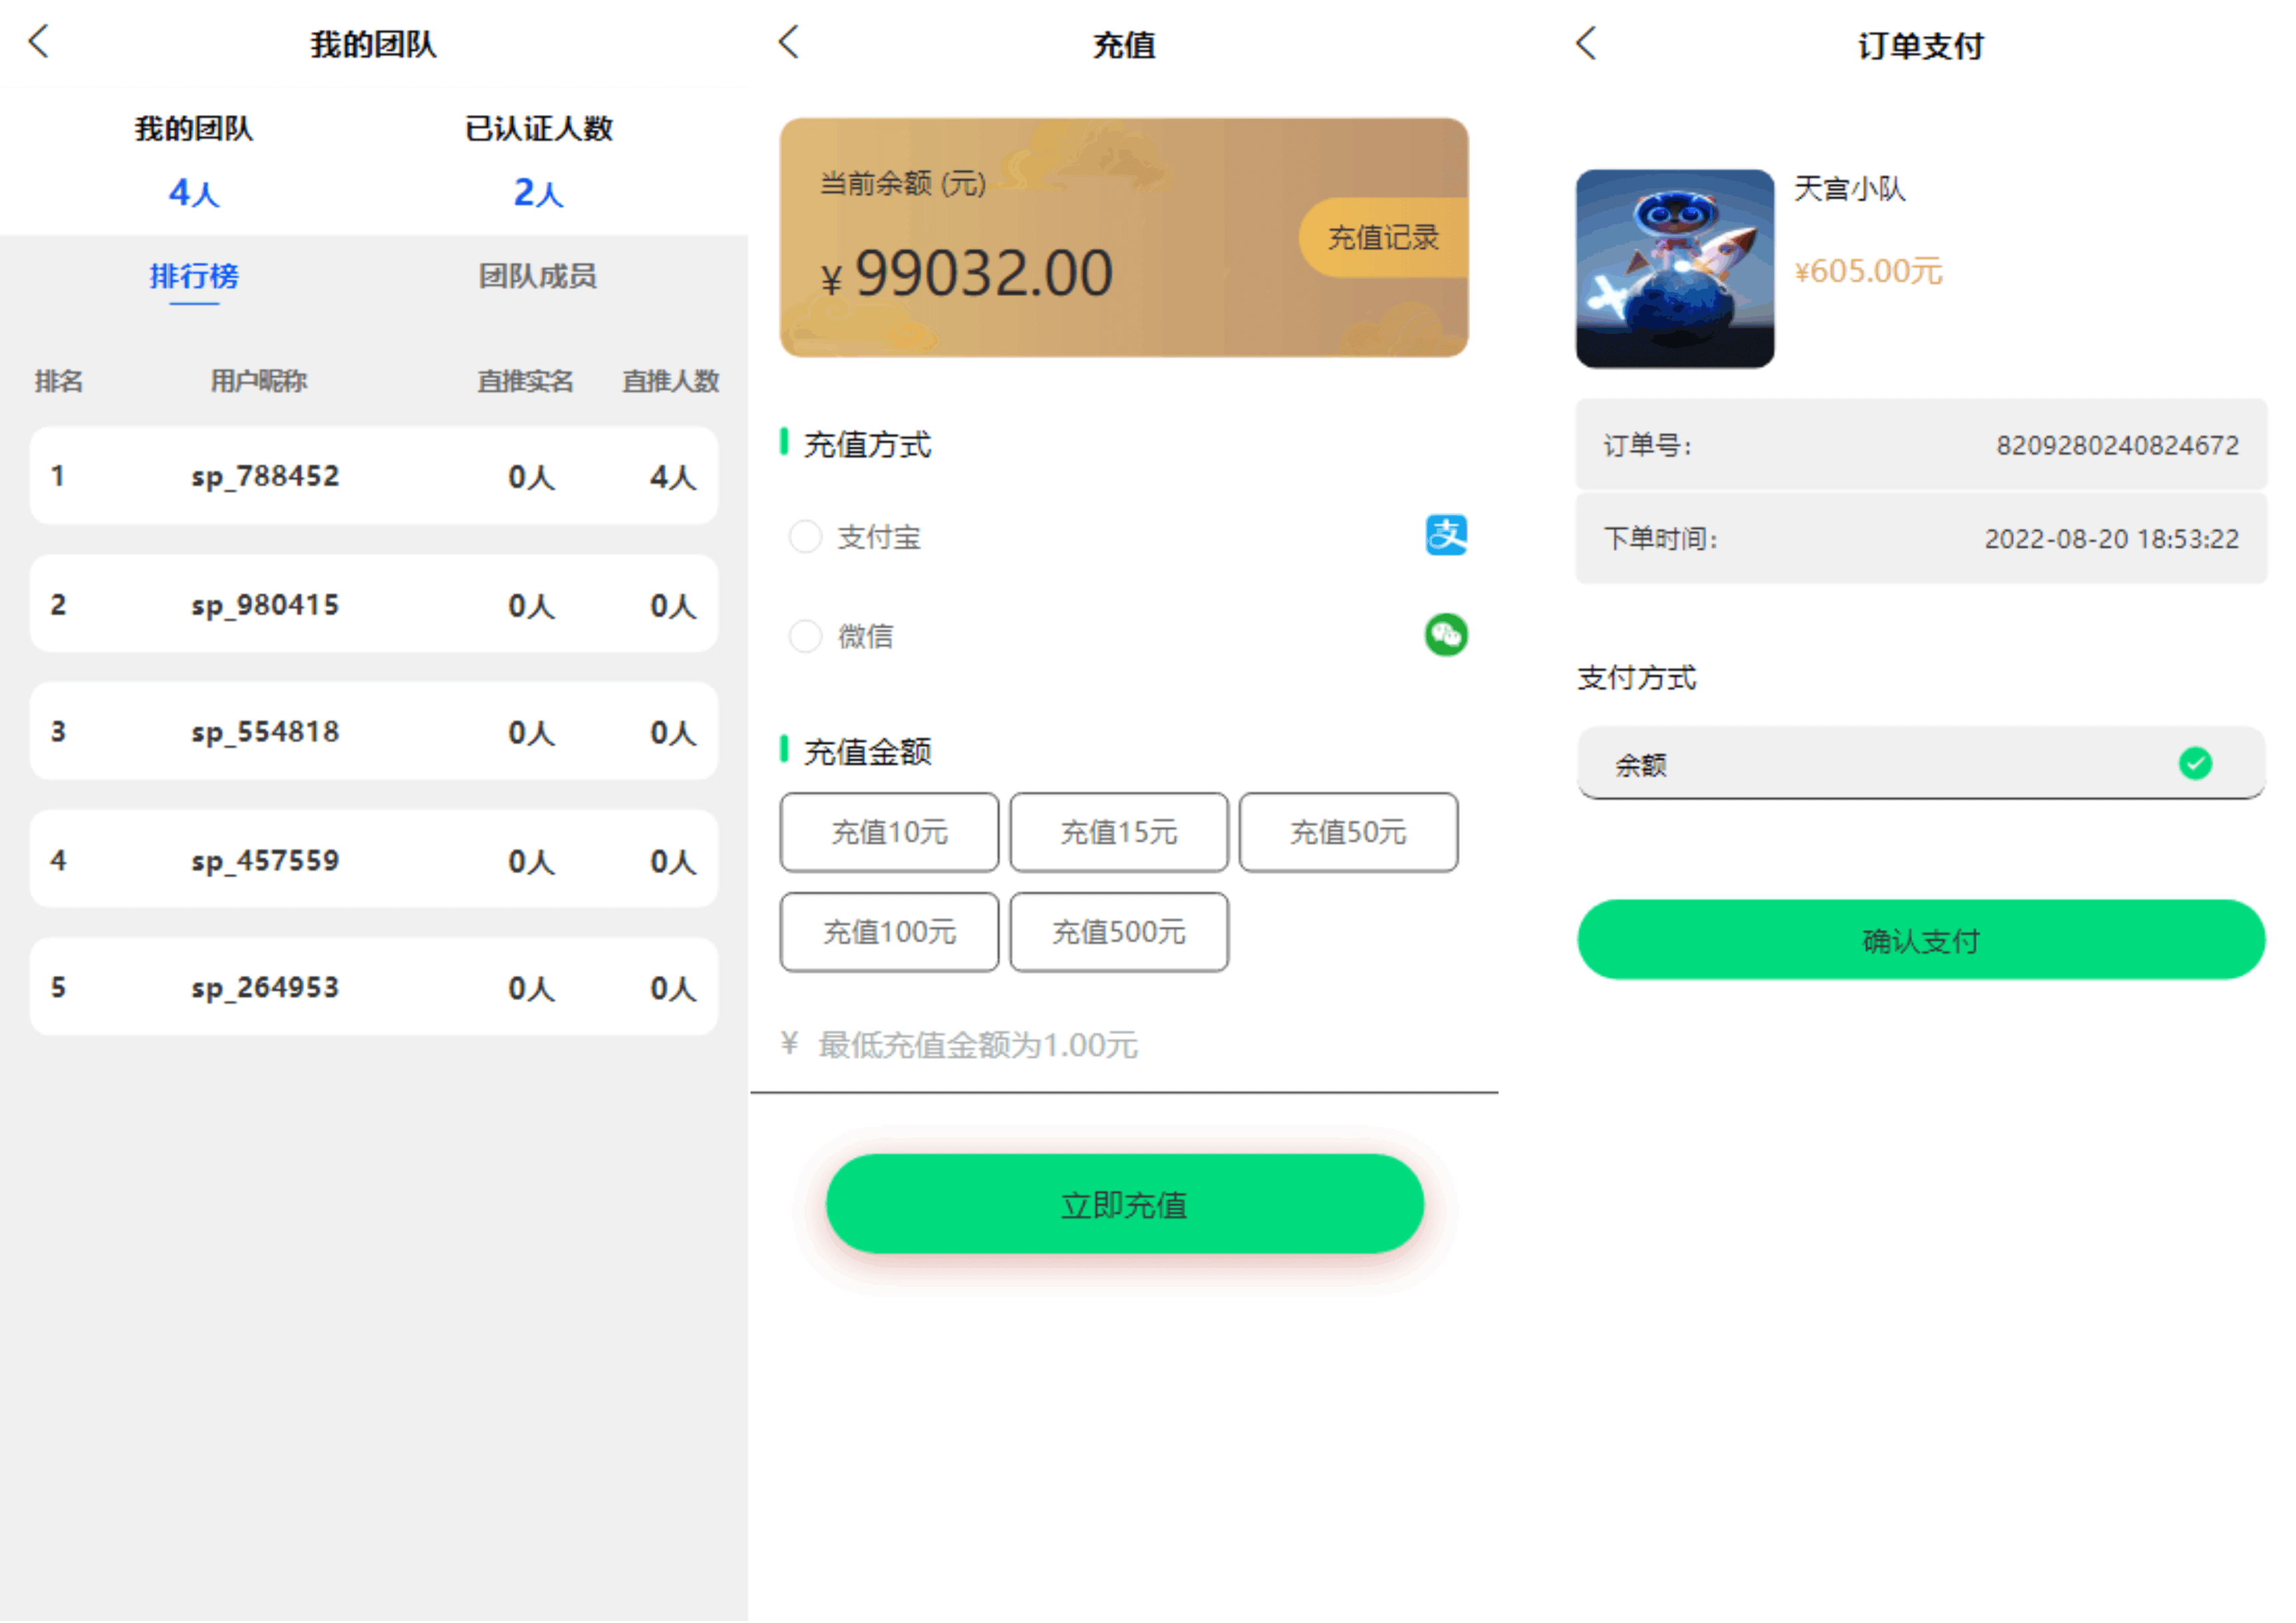 我的团队
我的团队 已认证人数
4人 2人
排行榜 团队成员
排名 用户昵称 直推实名 直推人数
1 sp_788452 0人 4人
2 sp_980415 0人 0人
3 sp_554818 0人 0人
4 sp_457559 0人 0人
5 sp_264953 0人 0人
充值
当前余额 (元)
¥ 99032.00
充值记录
充值方式
支付宝
支
微信
充值金额
充值10元 充值15元 充值50元
充值100元 充值500元
¥ 最低充值金额为1.00元
立即充值
订单支付
天宫小队
¥605.00元
订单号： 8209280240824672
下单时间： 2022-08-20 18:53:22
支付方式
余额
确认支付